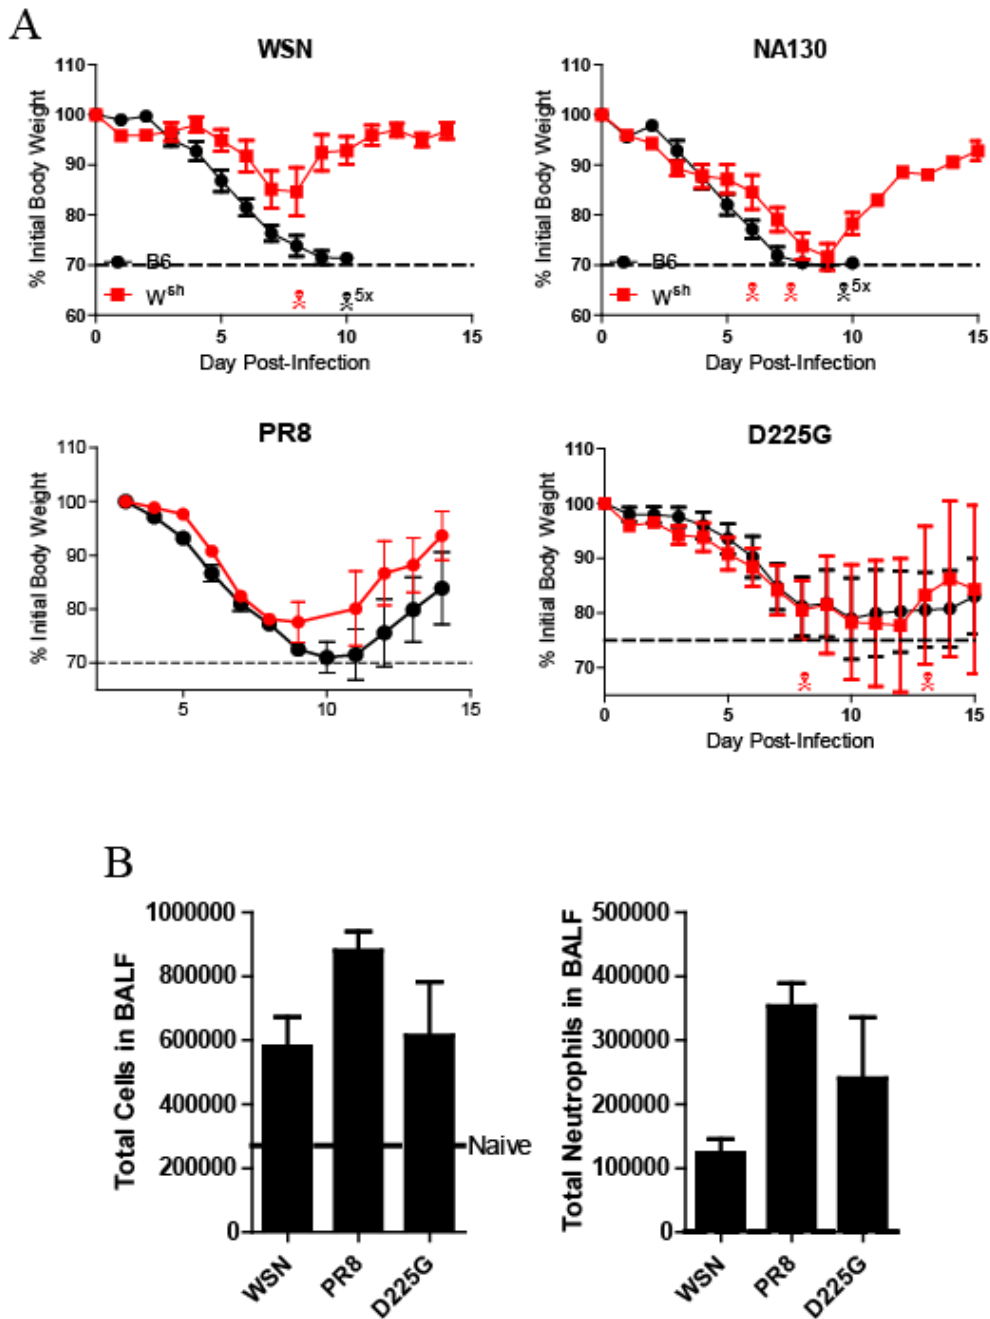 A
WSN
110
100
90
80
70
60
% Initial Body Weight
B6
W^sh
5x
0
5
10
15
Day Post-Infection
NA130
110
100
90
80
70
60
% Initial Body Weight
B6
W^sh
5x
0
5
10
15
Day Post-Infection
PR8
110
100
90
80
70
% Initial Body Weight
5
10
15
D225G
110
100
90
80
70
% Initial Body Weight
0
5
10
15
Day Post-Infection
B
1000000
800000
600000
400000
200000
0
Total Cells in BALF
Naive
WSN
PR8
D225G
500000
400000
300000
200000
100000
0
Total Neutrophils in BALF
WSN
PR8
D225G